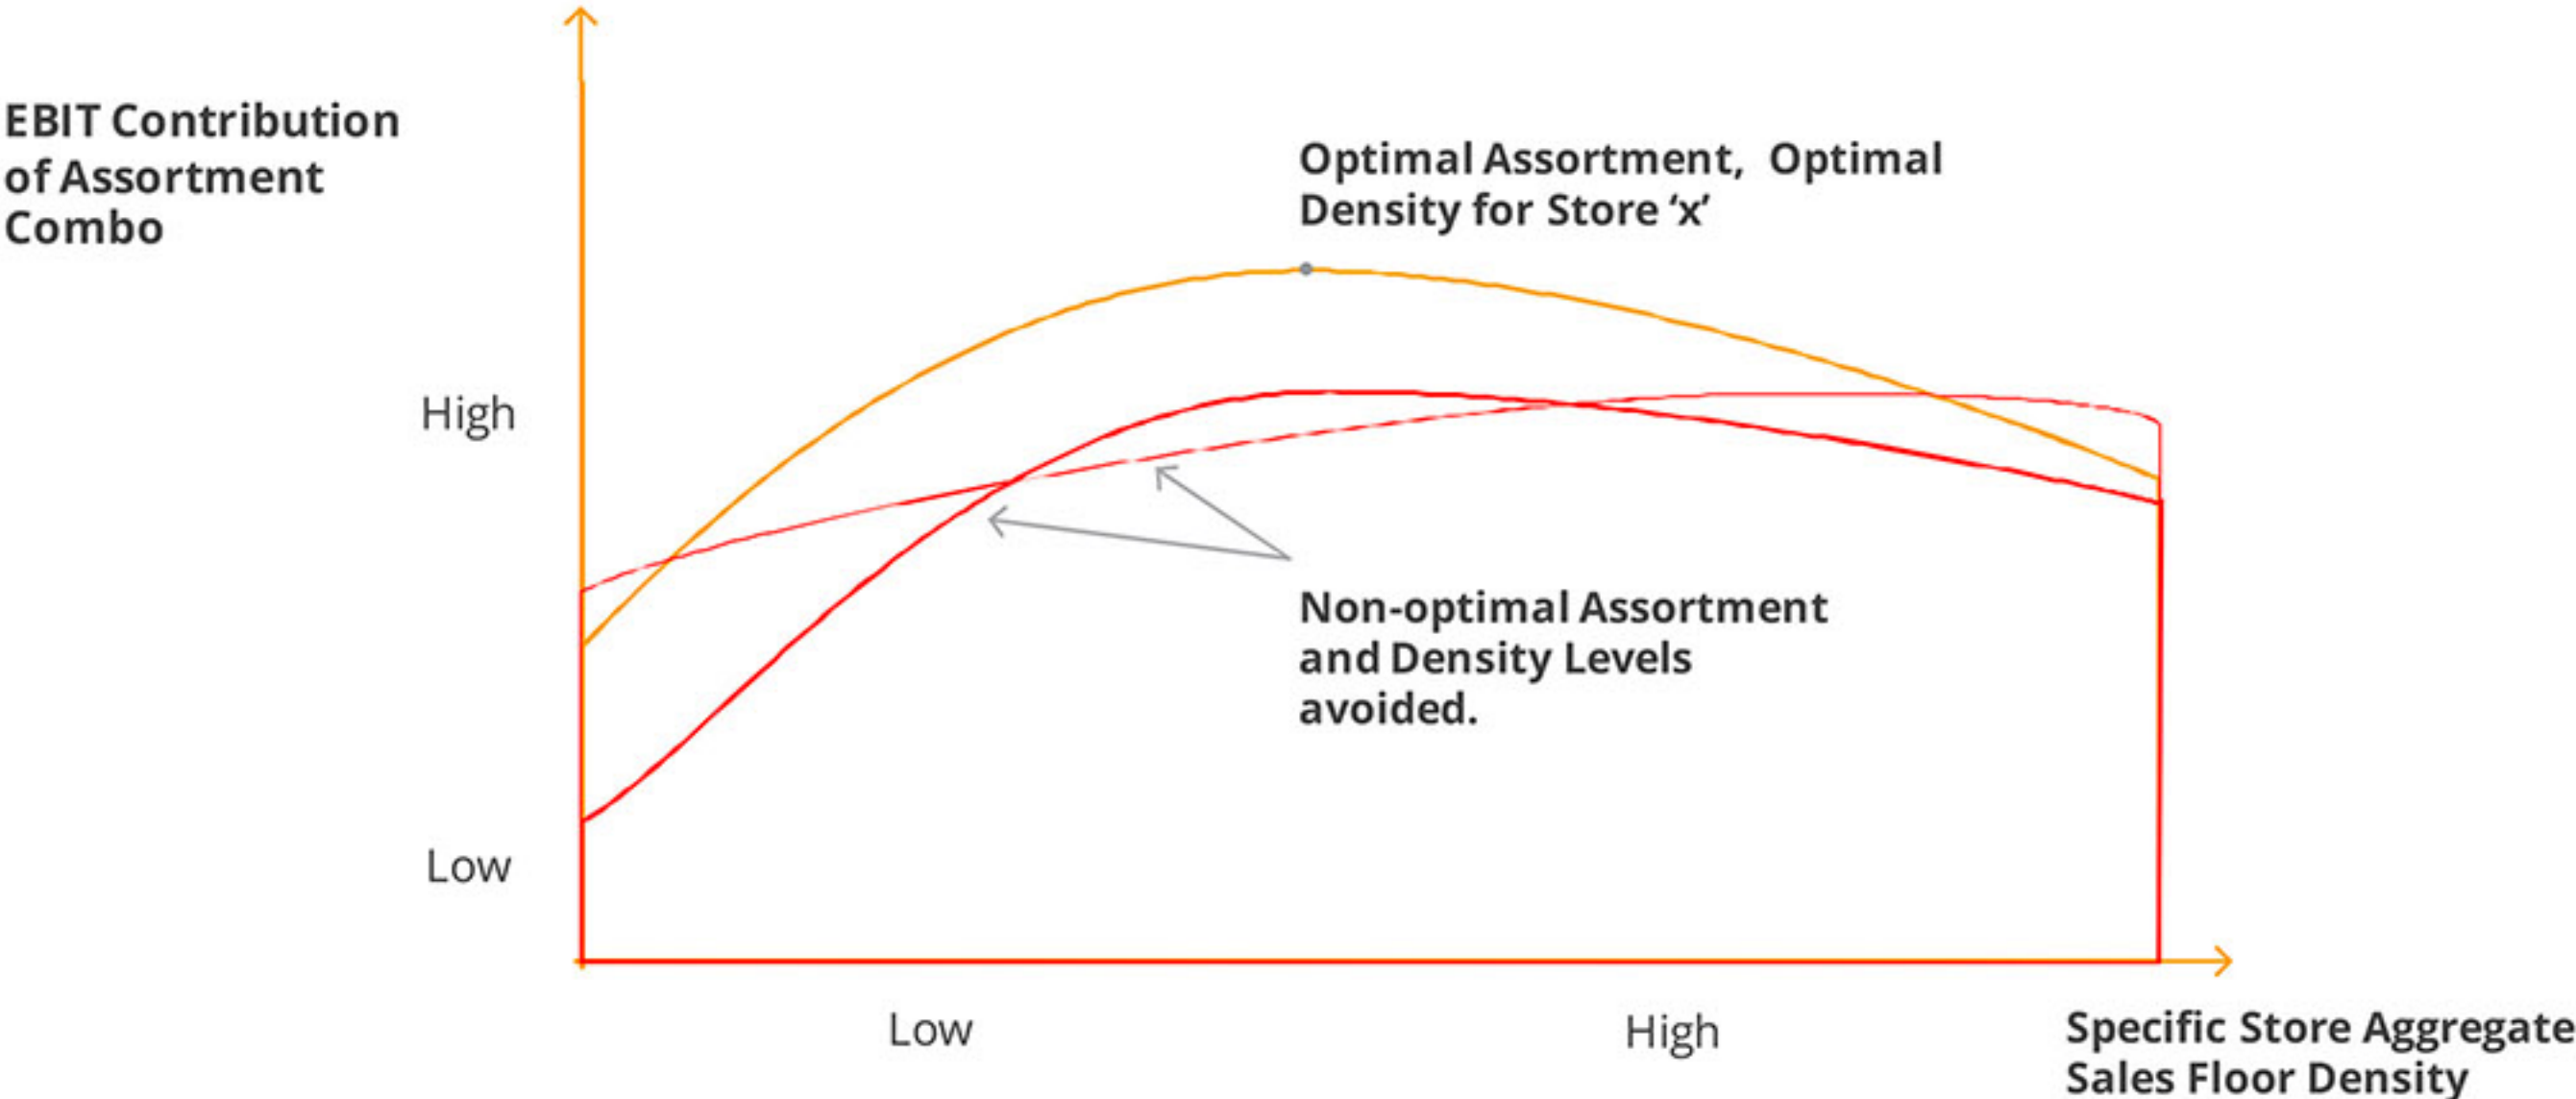 EBIT Contribution
of Assortment
Combo
Optimal Assortment,  Optimal
Density for Store ‘x’
High
Non-optimal Assortment
and Density Levels
avoided.
Low
Low
High
Specific Store Aggregate
Sales Floor Density